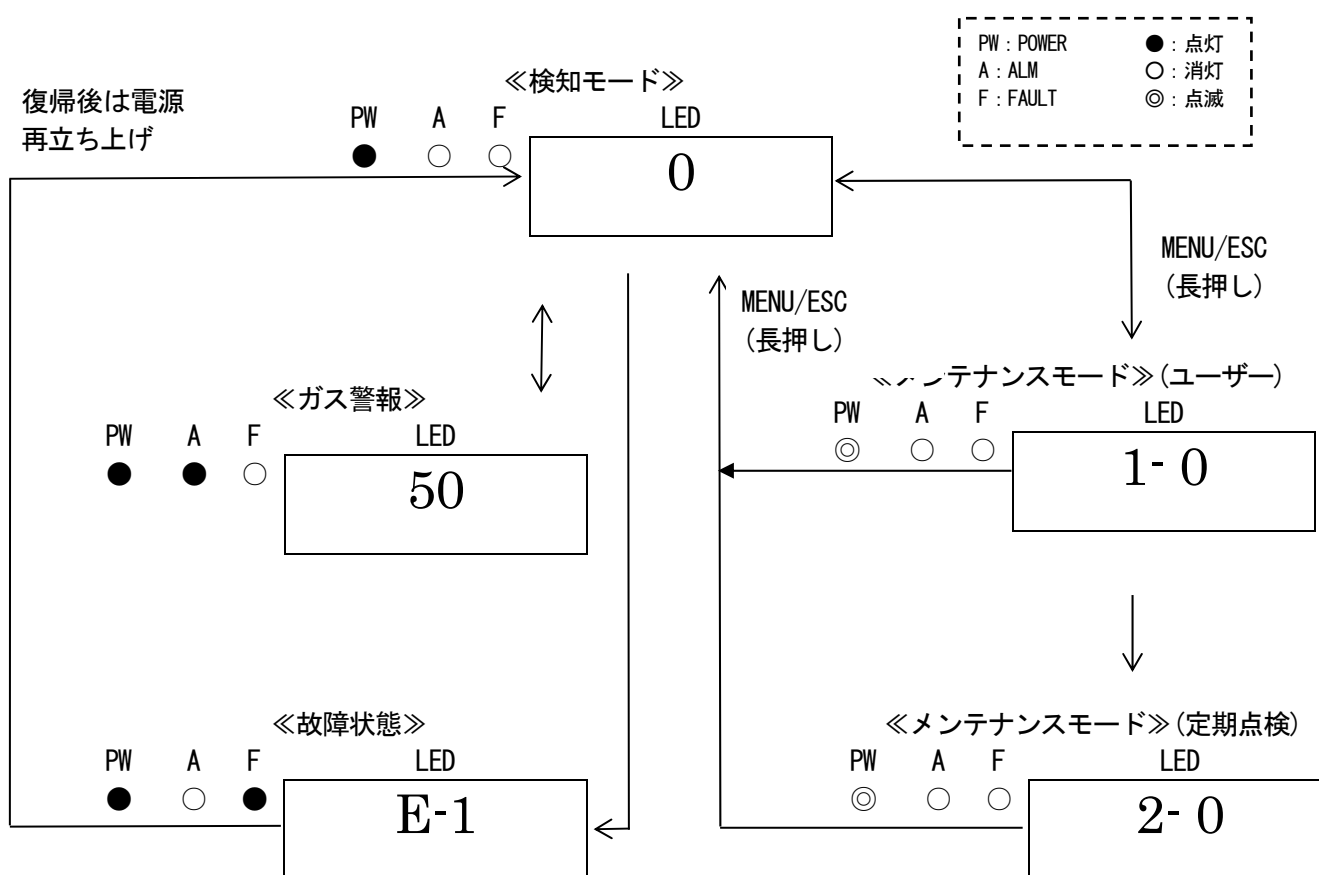 PW：POWER ●：点灯
A：ALM ○：消灯
F：FAULT ◎：点滅
復帰後は電源
再立ち上げ
≪検知モード≫
PW A F LED
● ○ ○
0
MENU/ESC
(長押し)
MENU/ESC
(長押し)
≪ガス警報≫
PW A F LED
● ● ○
50
≪メンテナンスモード≫(ユーザー)
PW A F LED
◎ ○ ○
1- 0
≪故障状態≫
PW A F LED
● ○ ●
E-1
≪メンテナンスモード≫(定期点検)
PW A F LED
◎ ○ ○
2- 0